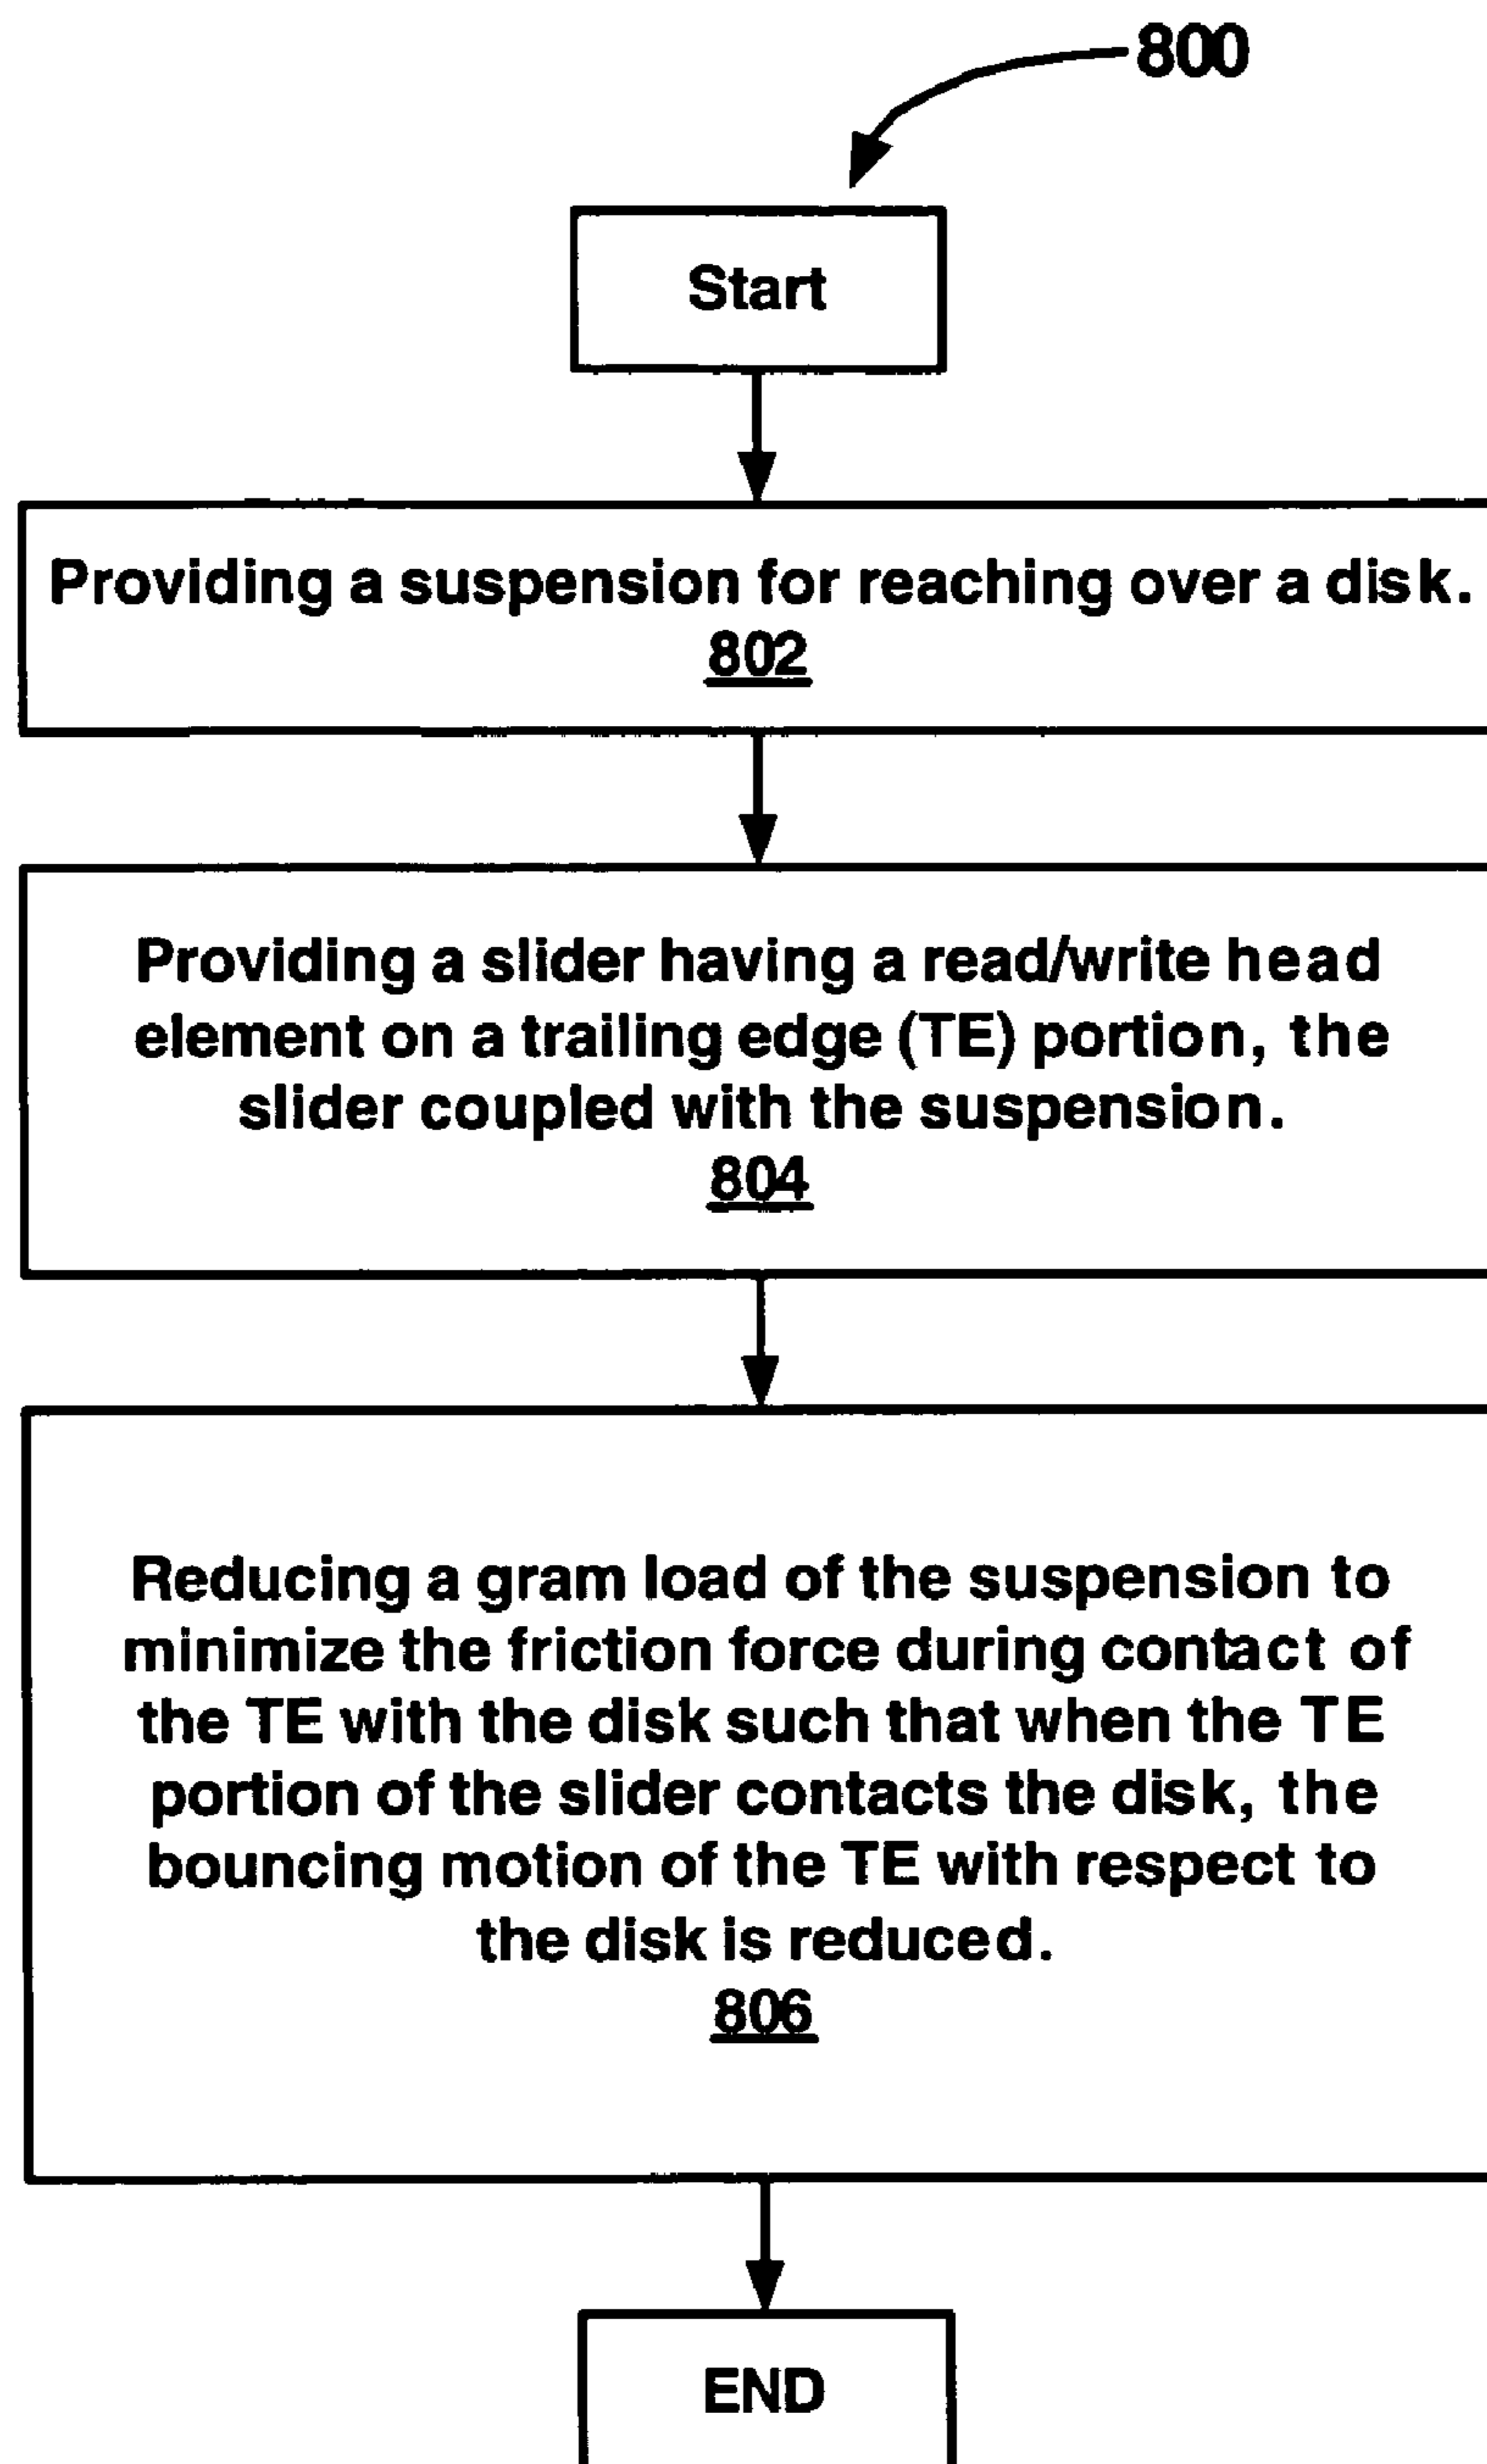 800
Start
Providing a suspension for reaching over a disk.
802
Providing a slider having a read/write head
element on a trailing edge (TE) portion, the
slider coupled with the suspension.
804
Reducing a gram load of the suspension to
minimize the friction force during contact of
the TE with the disk such that when the TE
portion of the slider contacts the disk, the
bouncing motion of the TE with respect to
the disk is reduced.
806
END